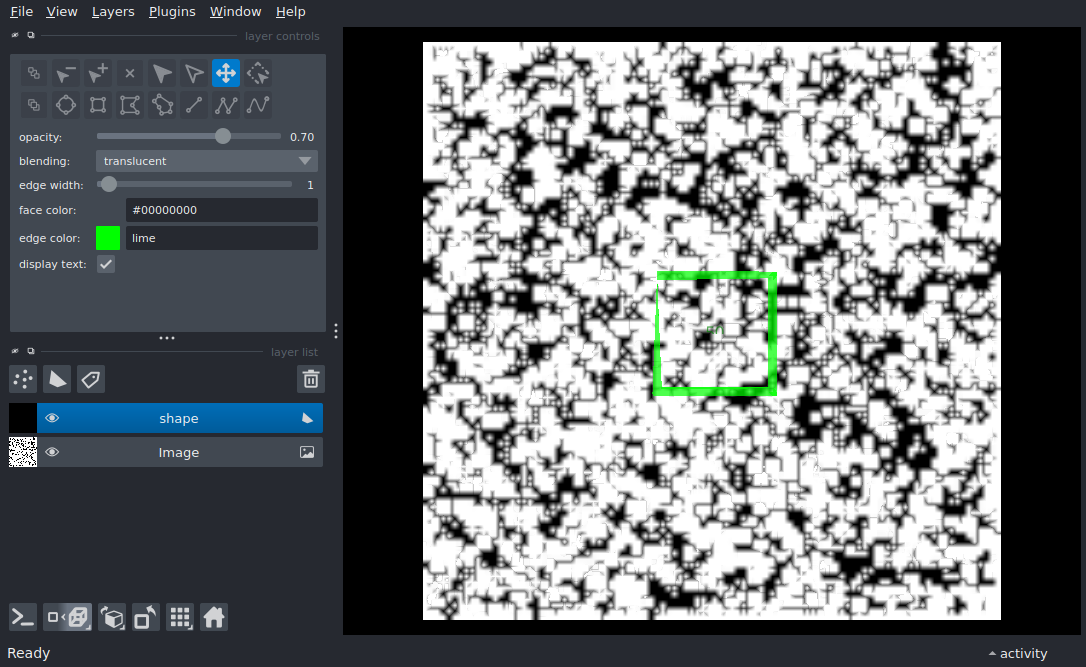 File View Layers Plugins Window Help
layer controls
opacity: 0.70
blending: translucent
edge width: 1
face color: #00000000
edge color: lime
display text:
layer list
shape
Image
Ready
activity